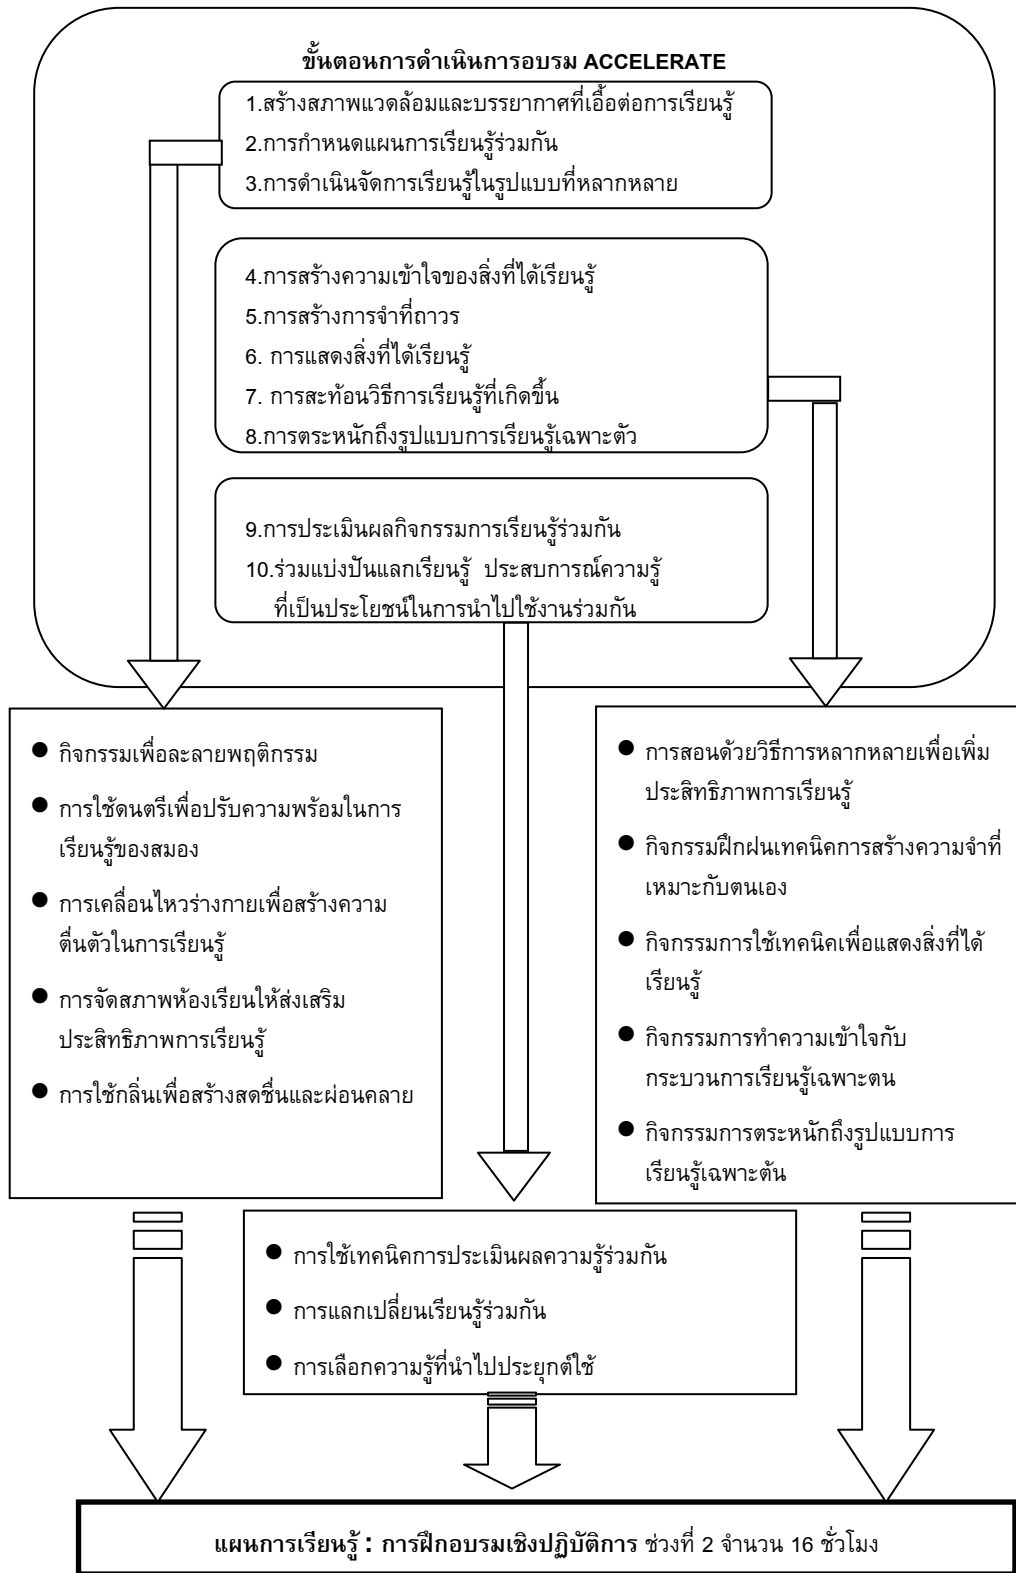 ขั้นตอนการดำเนินการอบรม ACCELERATE
1.สร้างสภาพแวดล้อมและบรรยากาศที่เอื้อต่อการเรียนรู้
2.การกำหนดแผนการเรียนรู้ร่วมกัน
3.การดำเนินจัดการเรียนรู้ในรูปแบบที่หลากหลาย
4.การสร้างความเข้าใจของสิ่งที่ได้เรียนรู้
5.การสร้างการจำที่ถาวร
6. การแสดงสิ่งที่ได้เรียนรู้
7. การสะท้อนวิธีการเรียนรู้ที่เกิดขึ้น
8.การตระหนักถึงรูปแบบการเรียนรู้เฉพาะตัว
9.การประเมินผลกิจกรรมการเรียนรู้ร่วมกัน
10.ร่วมแบ่งปันแลกเรียนรู้ ประสบการณ์ความรู้
ที่เป็นประโยชน์ในการนำไปใช้งานร่วมกัน
● กิจกรรมเพื่อละลายพฤติกรรม
● การใช้ดนตรีเพื่อปรับความพร้อมในการ
เรียนรู้ของสมอง
● การเคลื่อนไหวร่างกายเพื่อสร้างความ
ตื่นตัวในการเรียนรู้
● การจัดสภาพห้องเรียนให้ส่งเสริม
ประสิทธิภาพการเรียนรู้
● การใช้กลิ่นเพื่อสร้างสดชื่นและผ่อนคลาย
● การสอนด้วยวิธีการหลากหลายเพื่อเพิ่ม
ประสิทธิภาพการเรียนรู้
● กิจกรรมฝึกฝนเทคนิคการสร้างความจำที่
เหมาะกับตนเอง
● กิจกรรมการใช้เทคนิคเพื่อแสดงสิ่งที่ได้
เรียนรู้
● กิจกรรมการทำความเข้าใจกับ
กระบวนการเรียนรู้เฉพาะตน
● กิจกรรมการตระหนักถึงรูปแบบการ
เรียนรู้เฉพาะต้น
● การใช้เทคนิคการประเมินผลความรู้ร่วมกัน
● การแลกเปลี่ยนเรียนรู้ร่วมกัน
● การเลือกความรู้ที่นำไปประยุกต์ใช้
แผนการเรียนรู้ : การฝึกอบรมเชิงปฏิบัติการ ช่วงที่ 2 จำนวน 16 ชั่วโมง